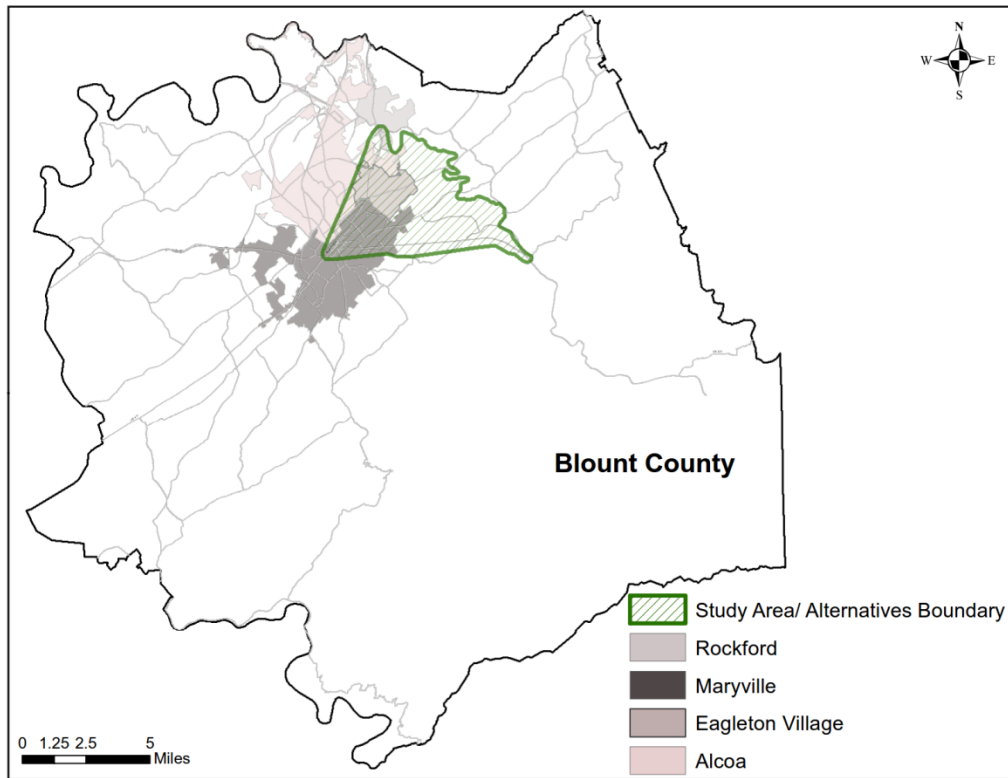 N
W E
S
Blount County
Study Area/ Alternatives Boundary
Rockford
Maryville
Eagleton Village
Alcoa
0 1.25 2.5 5
Miles